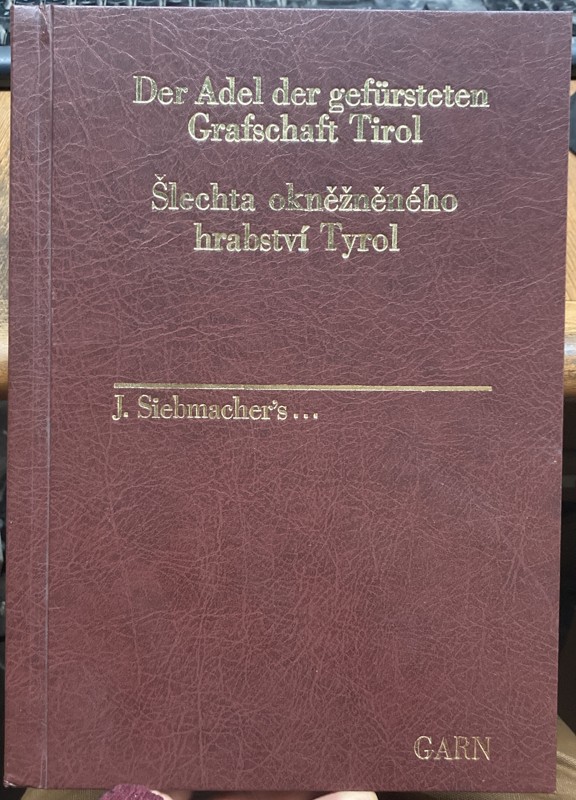 Der Adel der gefürsteten
Grafschaft Tirol
Šlechta okněžněného
hrabství Tyrol
J. Siebmacher's...
GARN